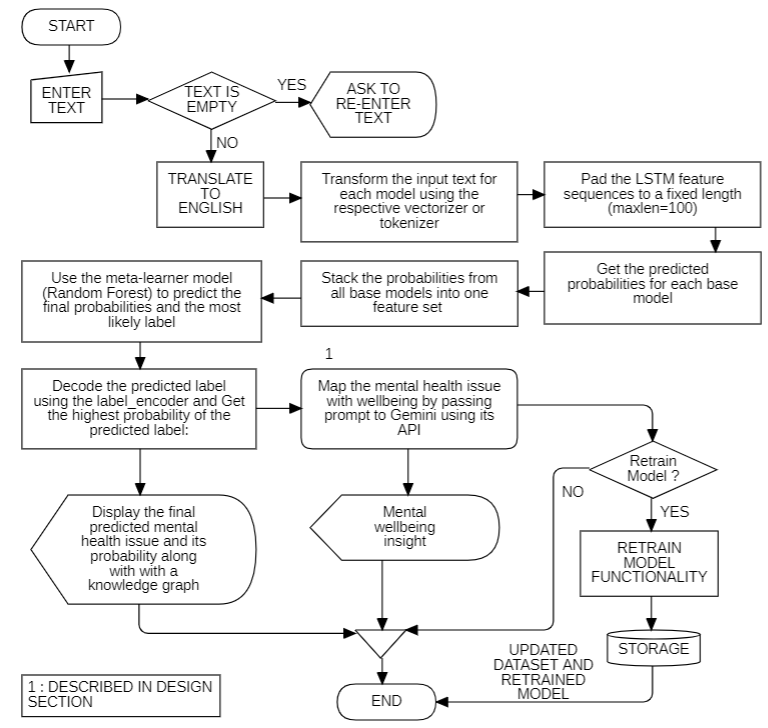 START
ENTER
TEXT
TEXT IS
EMPTY
YES
ASK TO
RE-ENTER
TEXT
NO
TRANSLATE
TO
ENGLISH
Transform the input text for
each model using the
respective vectorizer or
tokenizer
Pad the LSTM feature
sequences to a fixed length
(maxlen=100)
Get the predicted
probabilities for each base
model
Stack the probabilities from
all base models into one
feature set
Use the meta-learner model
(Random Forest) to predict the
final probabilities and the most
likely label
Decode the predicted label
using the label_encoder and Get
the highest probability of the
predicted label:
1
Map the mental health issue
with wellbeing by passing
prompt to Gemini using its
API
Retrain
Model ?
NO
YES
Display the final
predicted mental
health issue and its
probability along
with with a
knowledge graph
Mental
wellbeing
insight
RETRAIN
MODEL
FUNCTIONALITY
STORAGE
UPDATED
DATASET AND
RETRAINED
MODEL
END
1 : DESCRIBED IN DESIGN
SECTION